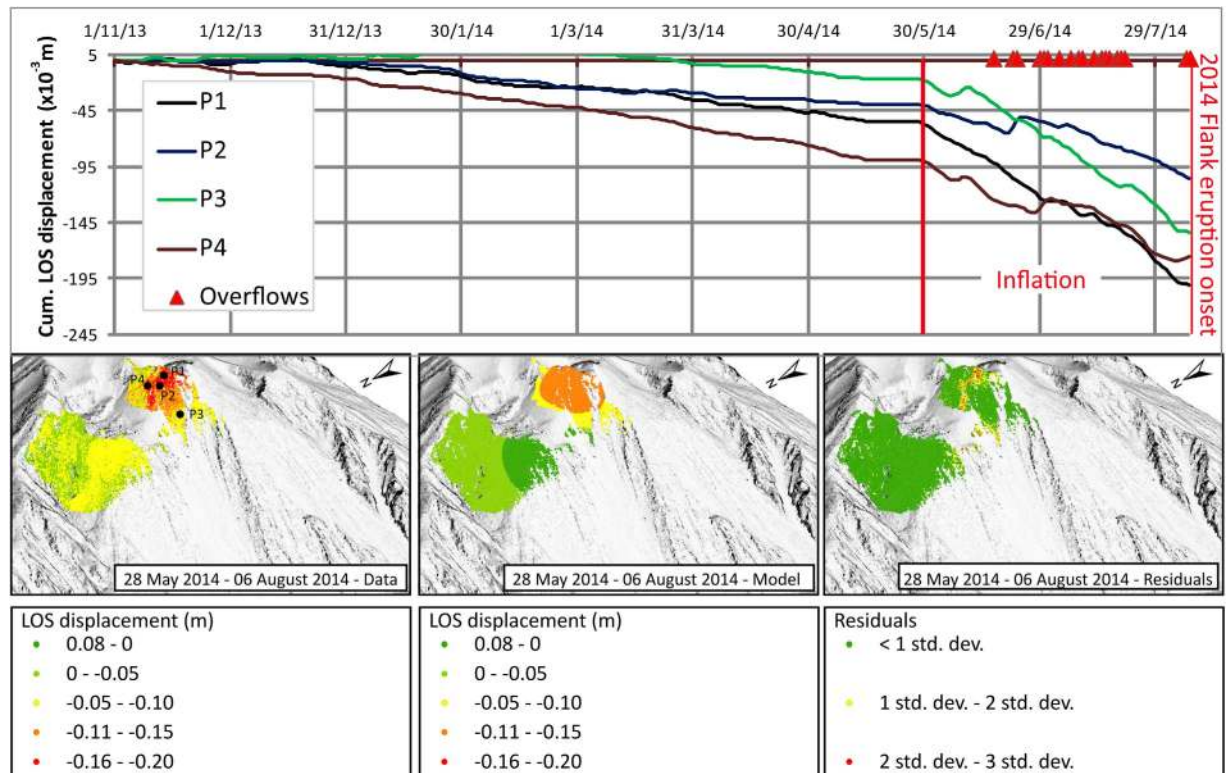 1/11/13 1/12/13 31/12/13 30/1/14 1/3/14 31/3/14 30/4/14 30/5/14 29/6/14 29/7/14
Cum. LOS displacement (x10⁻³ m)
5
-45
-95
-145
-195
-245
P1
P2
P3
P4
Overflows
Inflation
2014 Flank eruption onset
P4 P1
P2
P3
N
28 May 2014 - 06 August 2014 - Data
N
28 May 2014 - 06 August 2014 - Model
N
28 May 2014 - 06 August 2014 - Residuals
LOS displacement (m)
0.08 - 0
0 - -0.05
-0.05 - -0.10
-0.11 - -0.15
-0.16 - -0.20
LOS displacement (m)
0.08 - 0
0 - -0.05
-0.05 - -0.10
-0.11 - -0.15
-0.16 - -0.20
Residuals
< 1 std. dev.
1 std. dev. - 2 std. dev.
2 std. dev. - 3 std. dev.